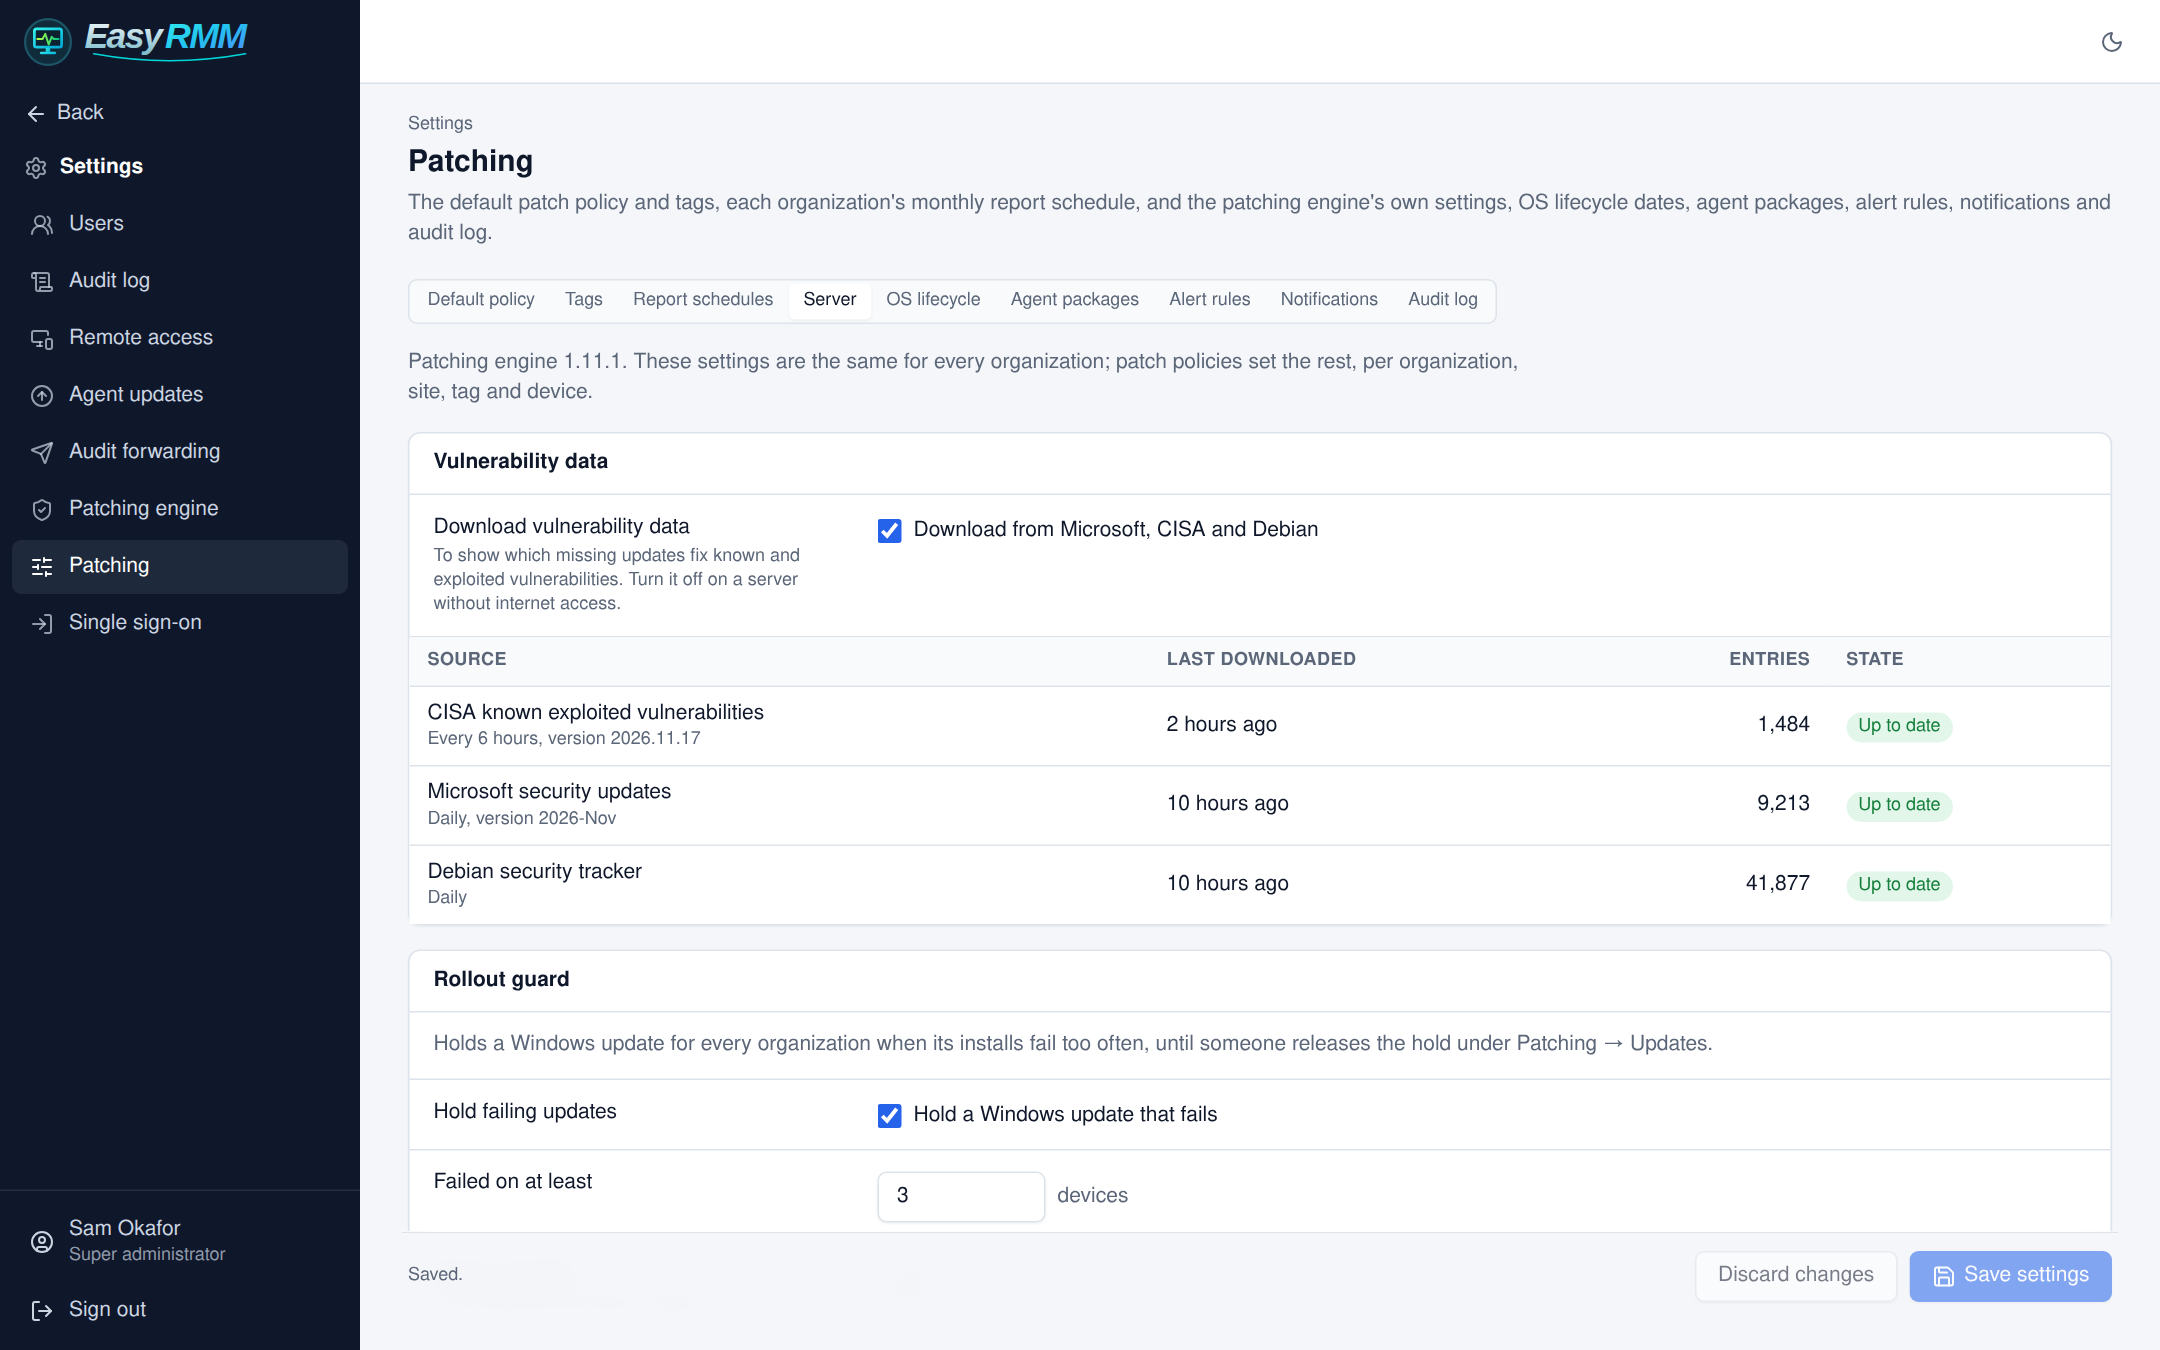 EasyRMM
Back
Settings
Users
Audit log
Remote access
Agent updates
Audit forwarding
Patching engine
Patching
Single sign-on
Sam Okafor
Super administrator
Sign out
Settings
Patching
The default patch policy and tags, each organization's monthly report schedule, and the patching engine's own settings, OS lifecycle dates, agent packages, alert rules, notifications and
audit log.
Default policy Tags Report schedules Server OS lifecycle Agent packages Alert rules Notifications Audit log
Patching engine 1.11.1. These settings are the same for every organization; patch policies set the rest, per organization,
site, tag and device.
Vulnerability data
Download vulnerability data
To show which missing updates fix known and
exploited vulnerabilities. Turn it off on a server
without internet access.
Download from Microsoft, CISA and Debian
SOURCE LAST DOWNLOADED ENTRIES STATE
CISA known exploited vulnerabilities
Every 6 hours, version 2026.11.17
2 hours ago 1,484 Up to date
Microsoft security updates
Daily, version 2026-Nov
10 hours ago 9,213 Up to date
Debian security tracker
Daily
10 hours ago 41,877 Up to date
Rollout guard
Holds a Windows update for every organization when its installs fail too often, until someone releases the hold under Patching → Updates.
Hold failing updates Hold a Windows update that fails
Failed on at least 3 devices
Saved. Discard changes Save settings